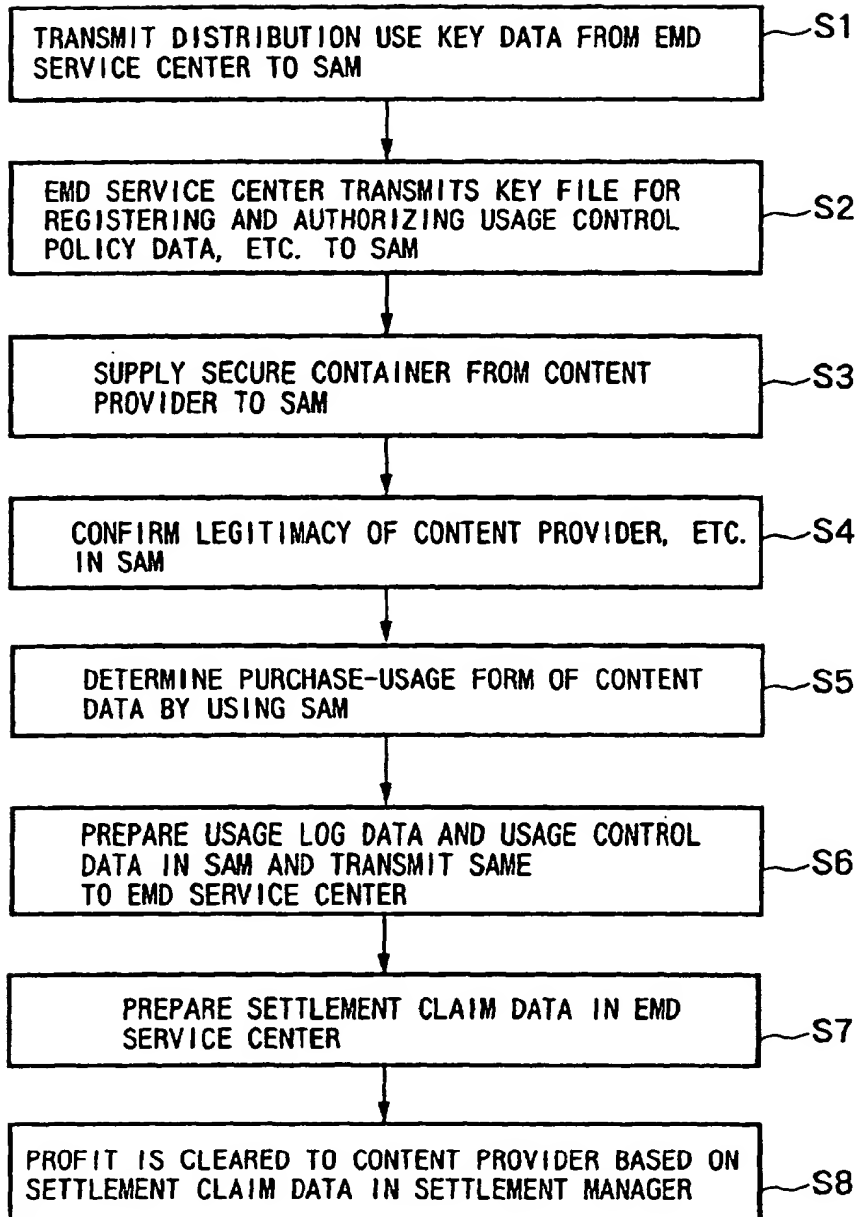 TRANSMIT DISTRIBUTION USE KEY DATA FROM EMD
SERVICE CENTER TO SAM
S1
EMD SERVICE CENTER TRANSMITS KEY FILE FOR
REGISTERING AND AUTHORIZING USAGE CONTROL
POLICY DATA, ETC. TO SAM
S2
SUPPLY SECURE CONTAINER FROM CONTENT
PROVIDER TO SAM
S3
CONFIRM LEGITIMACY OF CONTENT PROVIDER, ETC.
IN SAM
S4
DETERMINE PURCHASE-USAGE FORM OF CONTENT
DATA BY USING SAM
S5
PREPARE USAGE LOG DATA AND USAGE CONTROL
DATA IN SAM AND TRANSMIT SAME
TO EMD SERVICE CENTER
S6
PREPARE SETTLEMENT CLAIM DATA IN EMD
SERVICE CENTER
S7
PROFIT IS CLEARED TO CONTENT PROVIDER BASED ON
SETTLEMENT CLAIM DATA IN SETTLEMENT MANAGER
S8